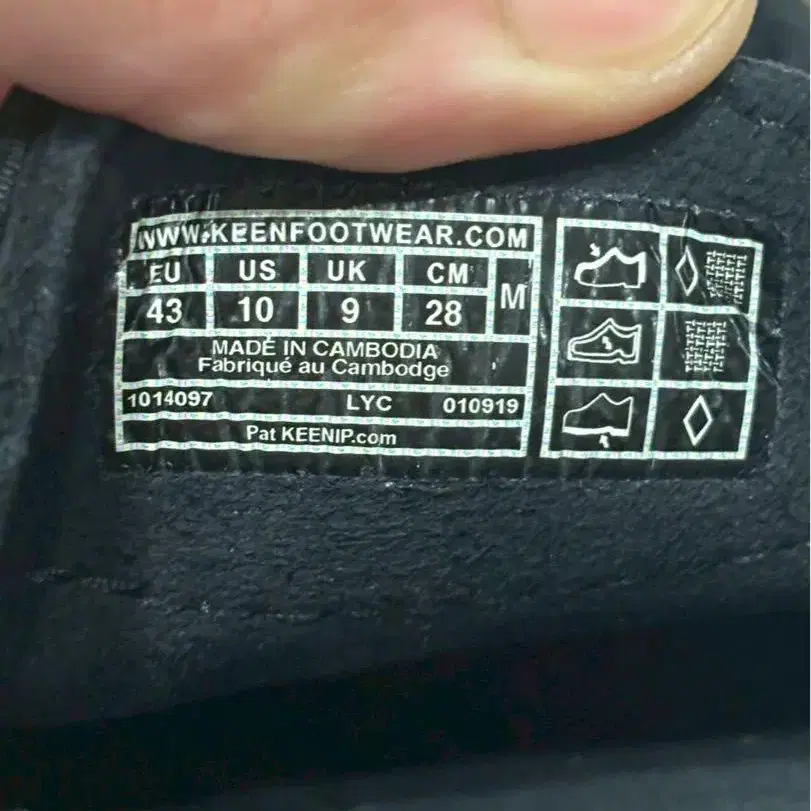 WWW.KEENFOOTWEAR.COM
EU US UK CM M
43 10 9 28
MADE IN CAMBODIA
Fabriqué au Cambodge
1014097 LYC 010919
Pat KEENIP.com